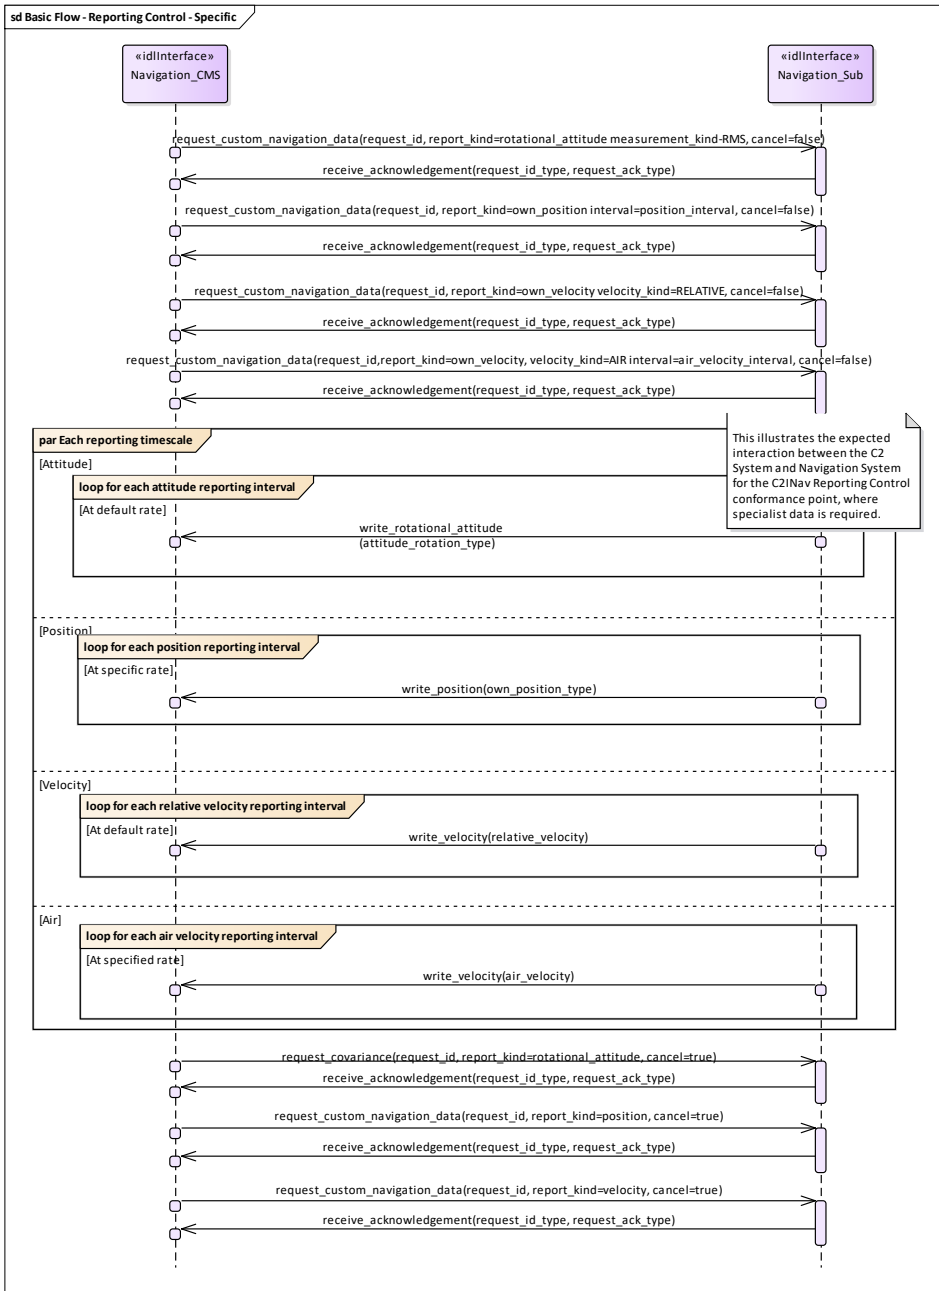 sd Basic Flow - Reporting Control - Specific
«idlInterface»
Navigation_CMS
«idlInterface»
Navigation_Sub
request_custom_navigation_data(request_id, report_kind=rotational_attitude measurement_kind-RMS, cancel=false)
receive_acknowledgement(request_id_type, request_ack_type)
request_custom_navigation_data(request_id, report_kind=own_position interval=position_interval, cancel=false)
receive_acknowledgement(request_id_type, request_ack_type)
request_custom_navigation_data(request_id, report_kind=own_velocity velocity_kind=RELATIVE, cancel=false)
receive_acknowledgement(request_id_type, request_ack_type)
request_custom_navigation_data(request_id,report_kind=own_velocity, velocity_kind=AIR interval=air_velocity_interval, cancel=false)
receive_acknowledgement(request_id_type, request_ack_type)
This illustrates the expected
interaction between the C2
System and Navigation System
for the C2INav Reporting Control
conformance point, where
specialist data is required.
par Each reporting timescale
[Attitude]
loop for each attitude reporting interval
[At default rate]
write_rotational_attitude
(attitude_rotation_type)
[Position]
loop for each position reporting interval
[At specific rate]
write_position(own_position_type)
[Velocity]
loop for each relative velocity reporting interval
[At default rate]
write_velocity(relative_velocity)
[Air]
loop for each air velocity reporting interval
[At specified rate]
write_velocity(air_velocity)
request_covariance(request_id, report_kind=rotational_attitude, cancel=true)
receive_acknowledgement(request_id_type, request_ack_type)
request_custom_navigation_data(request_id, report_kind=position, cancel=true)
receive_acknowledgement(request_id_type, request_ack_type)
request_custom_navigation_data(request_id, report_kind=velocity, cancel=true)
receive_acknowledgement(request_id_type, request_ack_type)